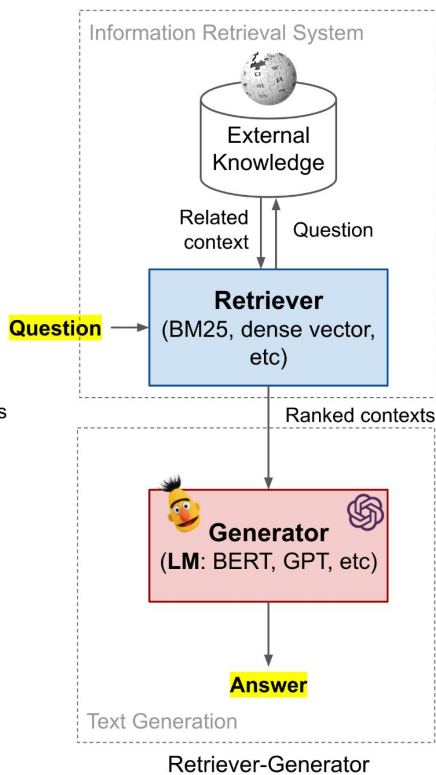 Information Retrieval System
External
Knowledge
Related
context
Question
Retriever
(BM25, dense vector,
etc)
Question
s
Ranked contexts
Generator
(LM: BERT, GPT, etc)
Answer
Text Generation
Retriever-Generator